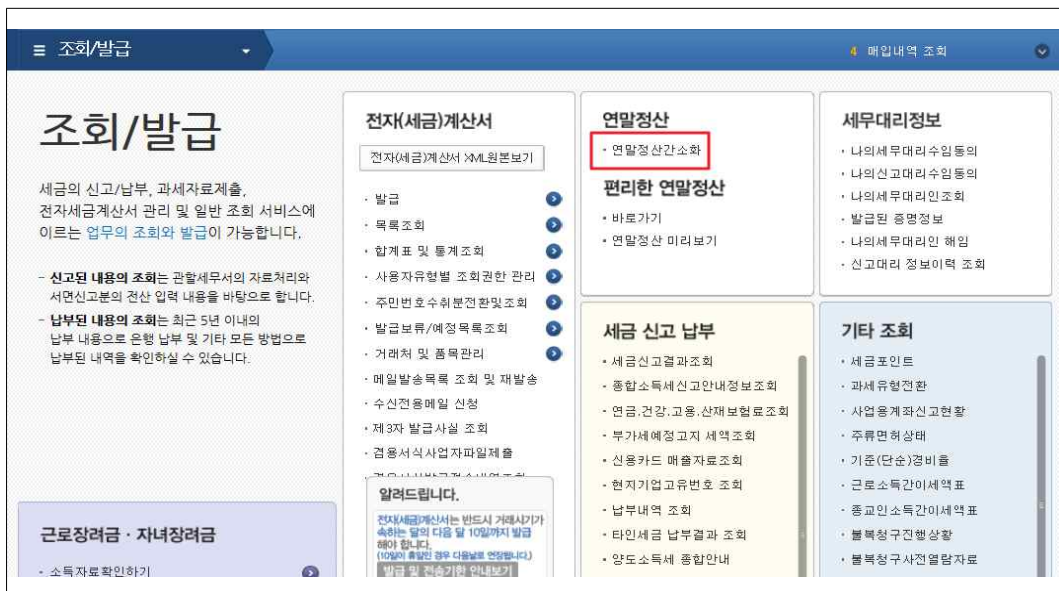 ≡ 조회/발급
4 매입내역 조회
조회/발급
세금의 신고/납부, 과세자료제출,
전자세금계산서 관리 및 일반 조회 서비스에
이르는 업무의 조회와 발급이 가능합니다.
- 신고된 내용의 조회는 관할세무서의 자료처리와
서면신고분의 전산 입력 내용을 바탕으로 합니다.
- 납부된 내용의 조회는 최근 5년 이내의
납부 내용으로 은행 납부 및 기타 모든 방법으로
납부된 내역을 확인하실 수 있습니다.
근로장려금 · 자녀장려금
· 소득자료확인하기
전자(세금)계산서
전자(세금)계산서 XML원본보기
· 발급
· 목록조회
· 합계표 및 통계조회
· 사용자유형별 조회권한 관리
· 주민번호수취분전환및조회
· 발급보류/예정목록조회
· 거래처 및 품목관리
· 메일발송목록 조회 및 재발송
· 수신전용메일 신청
· 제3자 발급사실 조회
· 겸용서식사업자파일제출
알려드립니다.
전자(세금)계산서는 반드시 거래시기가
속하는 달의 다음 달 10일까지 발급
해야 합니다.
(10일이 휴일인 경우 다음날로 연장됩니다.)
발급 및 전송기한 안내보기
연말정산
· 연말정산간소화
편리한 연말정산
· 바로가기
· 연말정산 미리보기
세금 신고 납부
· 세금신고결과조회
· 종합소득세신고안내정보조회
· 연금.건강.고용.산재보험료조회
· 부가세예정고지 세액조회
· 신용카드 매출자료조회
· 현지기업고유번호 조회
· 납부내역 조회
· 타인세금 납부결과 조회
· 양도소득세 종합안내
세무대리정보
· 나의세무대리수임동의
· 나의신고대리수임동의
· 나의세무대리인조회
· 발급된 증명정보
· 나의세무대리인 해임
· 신고대리 정보이력 조회
기타 조회
· 세금포인트
· 과세유형전환
· 사업용계좌신고현황
· 주류면허상태
· 기준(단순)경비율
· 근로소득간이세액표
· 종교인소득간이세액표
· 불복청구진행상황
· 불복청구사전열람자료